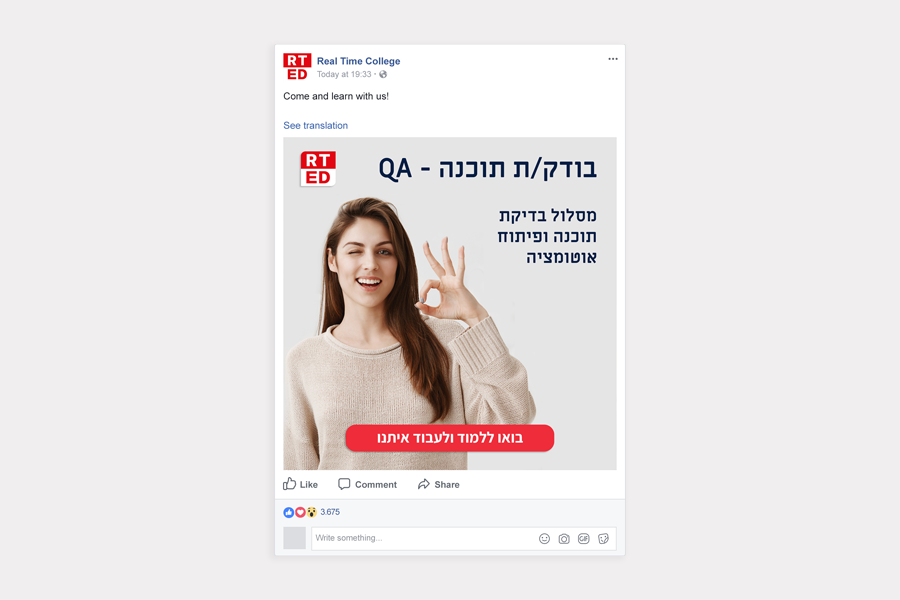 RT
ED
Real Time College
Today at 19:33 ·
Come and learn with us!
See translation
RT
ED
בודק/ת תוכנה - QA
מסלול בדיקת
תוכנה ופיתוח
אוטומציה
בואו ללמוד ולעבוד איתנו
Like
Comment
Share
3.675
Write something...
GIF